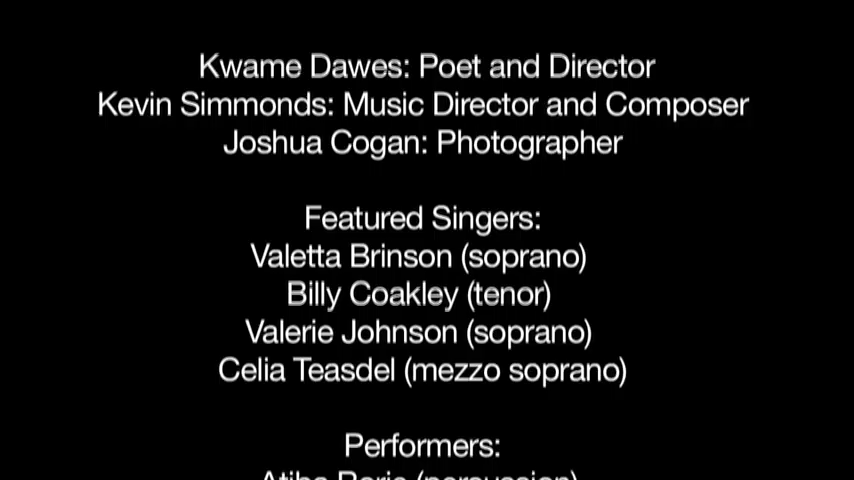 Kwame Dawes: Poet and Director
Kevin Simmonds: Music Director and Composer
Joshua Cogan: Photographer
Featured Singers:
Valetta Brinson (soprano)
Billy Coakley (tenor)
Valerie Johnson (soprano)
Celia Teasdel (mezzo soprano)
Performers: